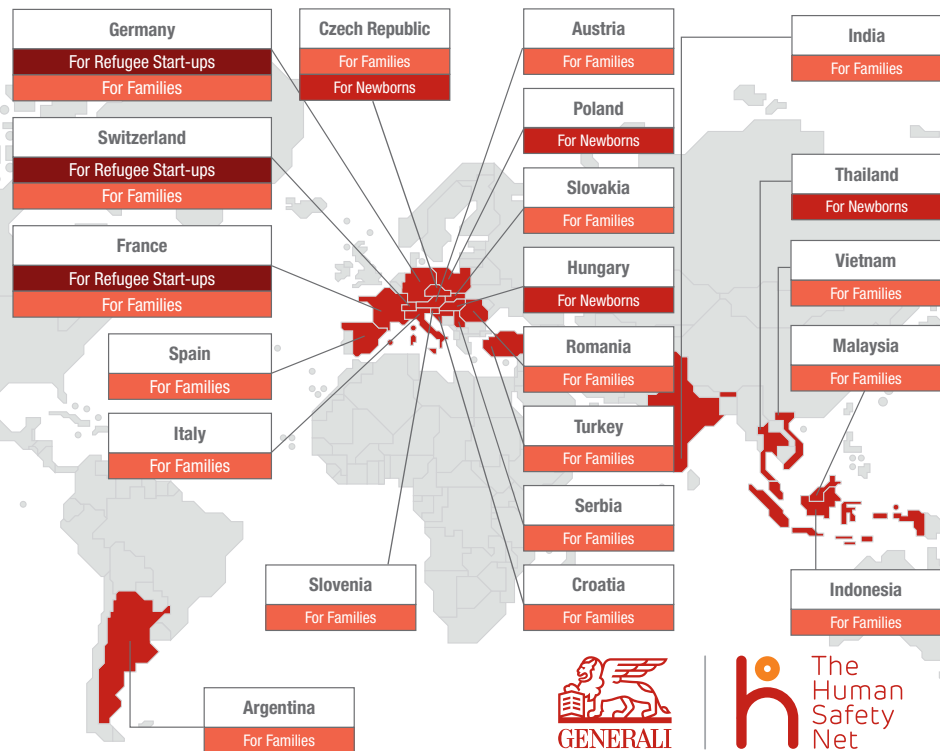 Germany
For Refugee Start-ups
For Families
Czech Republic
For Families
For Newborns
Austria
For Families
India
For Families
Switzerland
For Refugee Start-ups
For Families
Poland
For Newborns
Thailand
For Newborns
Slovakia
For Families
France
For Refugee Start-ups
For Families
Hungary
For Newborns
Vietnam
For Families
Spain
For Families
Romania
For Families
Malaysia
For Families
Italy
For Families
Turkey
For Families
Serbia
For Families
Slovenia
For Families
Croatia
For Families
Indonesia
For Families
Argentina
For Families
GENERALI
The
Human
Safety
Net